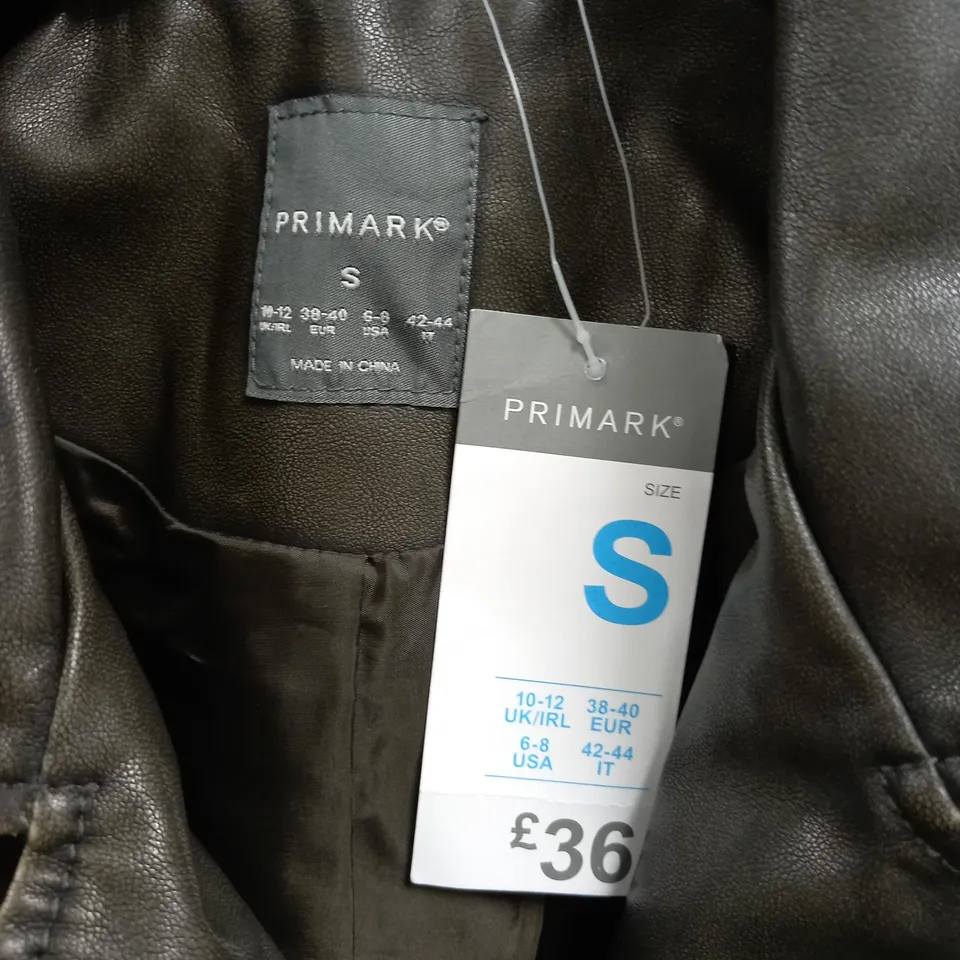 PRIMARK®
S
10-12 38-40 6-8 42-44
UK/IRL EUR USA IT
MADE IN CHINA
PRIMARK®
SIZE
S
10-12 38-40
UK/IRL EUR
6-8 42-44
USA IT
£36